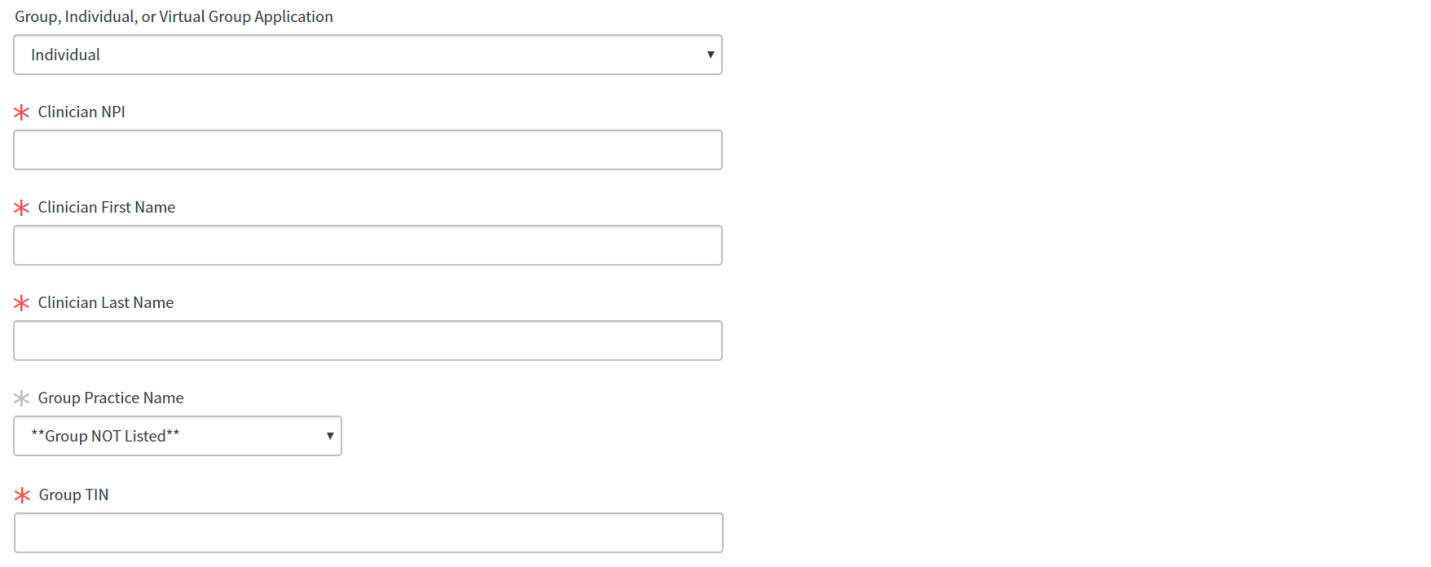 Group, Individual, or Virtual Group Application
Individual
Clinician NPI
Clinician First Name
Clinician Last Name
Group Practice Name
**Group NOT Listed**
Group TIN